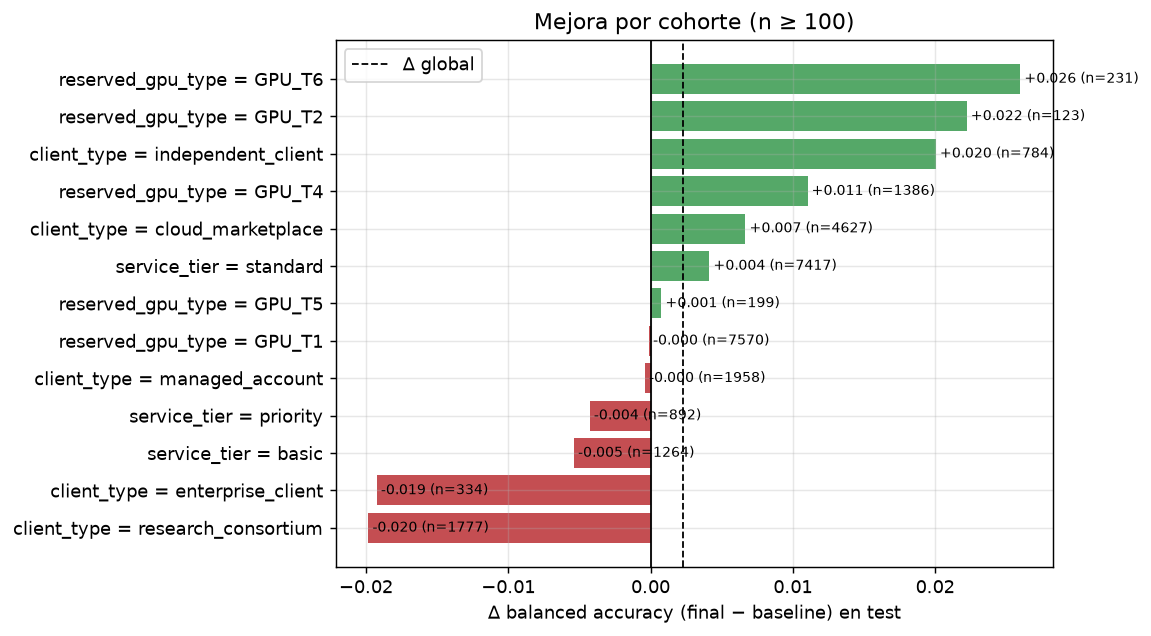 Mejora por cohorte (n ≥ 100)
Δ global
reserved_gpu_type = GPU_T6
+0.026 (n=231)
reserved_gpu_type = GPU_T2
+0.022 (n=123)
client_type = independent_client
+0.020 (n=784)
reserved_gpu_type = GPU_T4
+0.011 (n=1386)
client_type = cloud_marketplace
+0.007 (n=4627)
service_tier = standard
+0.004 (n=7417)
reserved_gpu_type = GPU_T5
+0.001 (n=199)
reserved_gpu_type = GPU_T1
-0.000 (n=7570)
client_type = managed_account
-0.000 (n=1958)
service_tier = priority
-0.004 (n=892)
service_tier = basic
-0.005 (n=1264)
client_type = enterprise_client
-0.019 (n=334)
client_type = research_consortium
-0.020 (n=1777)
−0.02 −0.01 0.00 0.01 0.02
Δ balanced accuracy (final − baseline) en test